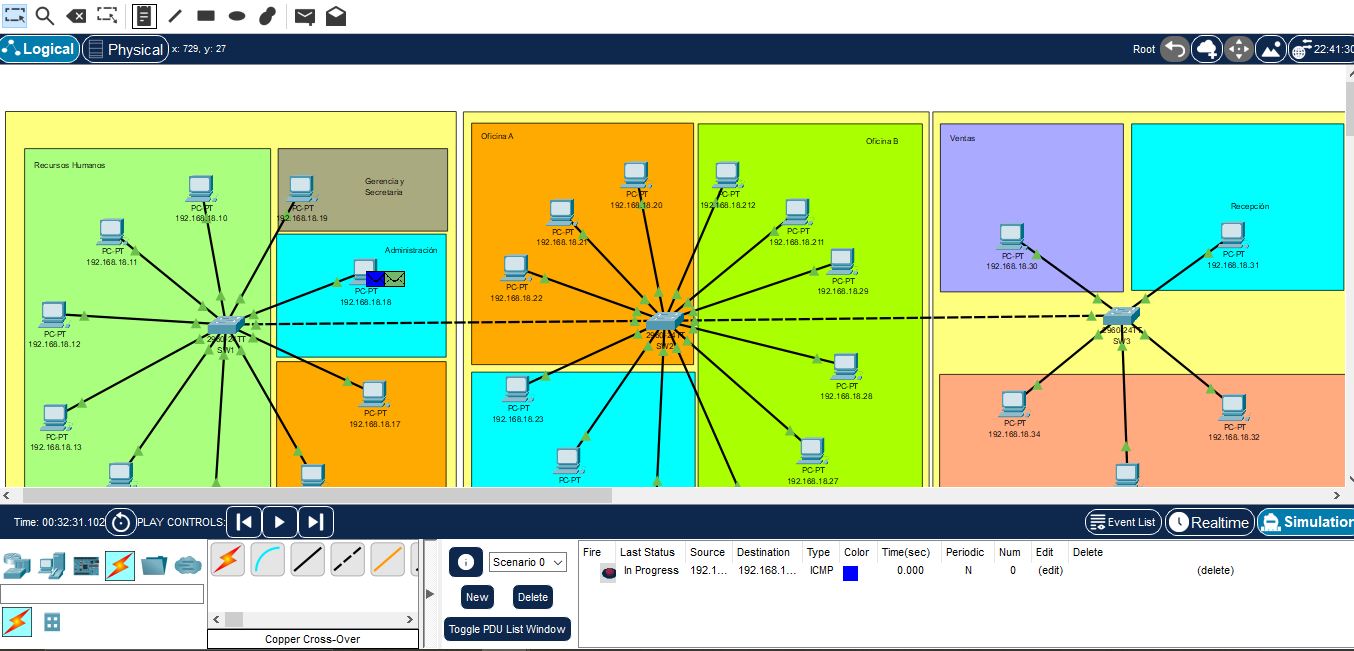 Logical
Physical
x: 729, y: 27
Root
22:41:30
Recursos Humanos
PC-PT
192.168.18.10
PC-PT
192.168.18.11
PC-PT
192.168.18.12
PC-PT
192.168.18.13
Gerencia y
Secretaria
PC-PT
192.168.18.19
Administración
PC-PT
192.168.18.18
2960-24TT
SW1
PC-PT
192.168.18.17
Oficina A
PC-PT
192.168.18.20
PC-PT
192.168.18.21
PC-PT
192.168.18.22
2960-24TT
SW2
PC-PT
192.168.18.23
PC-PT
Oficina B
PC-PT
192.168.18.212
PC-PT
192.168.18.211
PC-PT
192.168.18.29
PC-PT
192.168.18.28
PC-PT
192.168.18.27
Ventas
PC-PT
192.168.18.30
Recepción
PC-PT
192.168.18.31
2960-24TT
SW3
PC-PT
192.168.18.34
PC-PT
192.168.18.32
Time: 00:32:31.102
PLAY CONTROLS:
Event List
Realtime
Simulation
Scenario 0
New
Delete
Toggle PDU List Window
Copper Cross-Over
Fire Last Status Source Destination Type Color Time(sec) Periodic Num Edit Delete
In Progress 192.1... 192.168.1... ICMP 0.000 N 0 (edit) (delete)